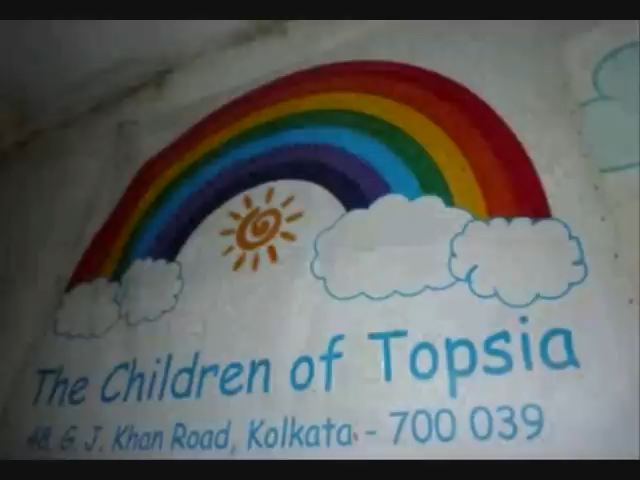 The Children of Topsia
48. G. J. Khan Road, Kolkata. - 700 039